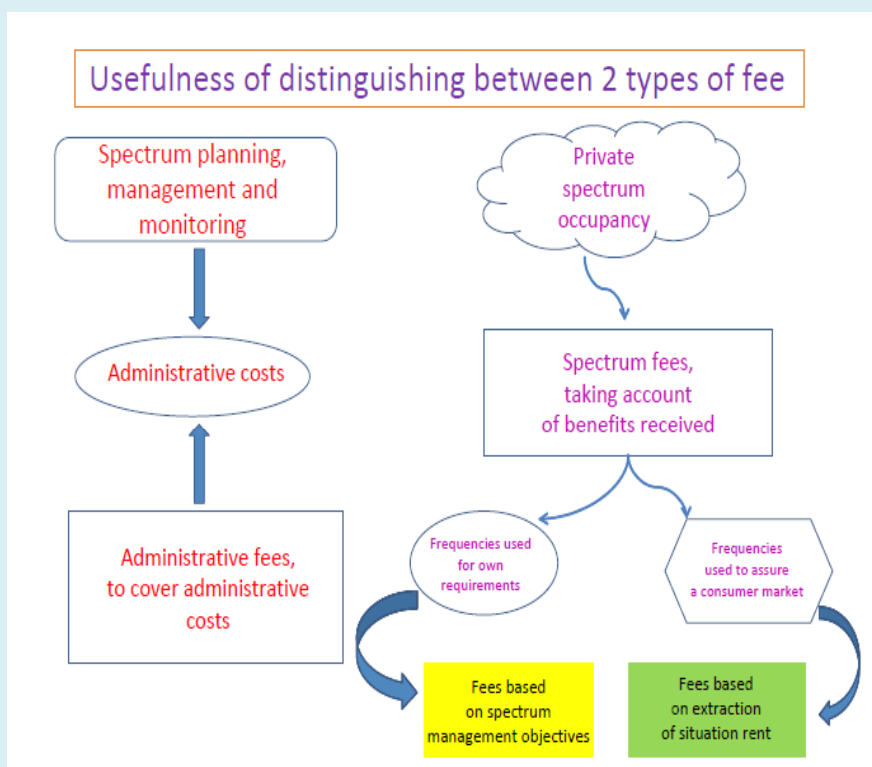 Usefulness of distinguishing between 2 types of fee
Spectrum planning,
management and
monitoring
Private
spectrum
occupancy
Administrative costs
Spectrum fees,
taking account
of benefits received
Administrative fees,
to cover administrative
costs
Frequencies used
for own
requirements
Frequencies
used to assure
a consumer market
Fees based
on spectrum
management objectives
Fees based
on extraction
of situation rent